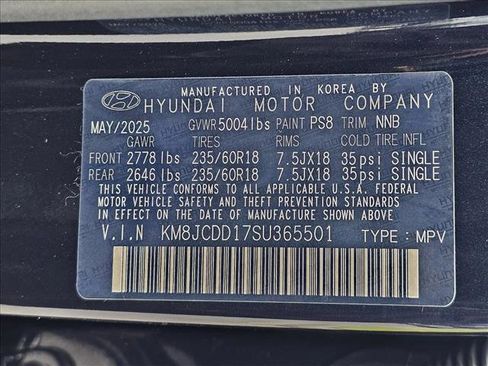 MANUFACTURED IN KOREA BY
HYUNDAI MOTOR COMPANY
MAY/2025 GVWR 5004 lbs PAINT PS8 TRIM NNB
GAWR TIRES RIMS COLD TIRE INFL
FRONT 2778 lbs 235/60R18 7.5JX18 35psi SINGLE
REAR 2646 lbs 235/60R18 7.5JX18 35psi SINGLE
THIS VEHICLE CONFORMS TO ALL APPLICABLE U.S.A. FEDERAL
MOTOR VEHICLE SAFETY AND THEFT PREVENTION STANDARDS
IN EFFECT ON THE DATE OF MANUFACTURE SHOWN ABOVE.
V.I.N KM8JCDD17SU365501 TYPE : MPV